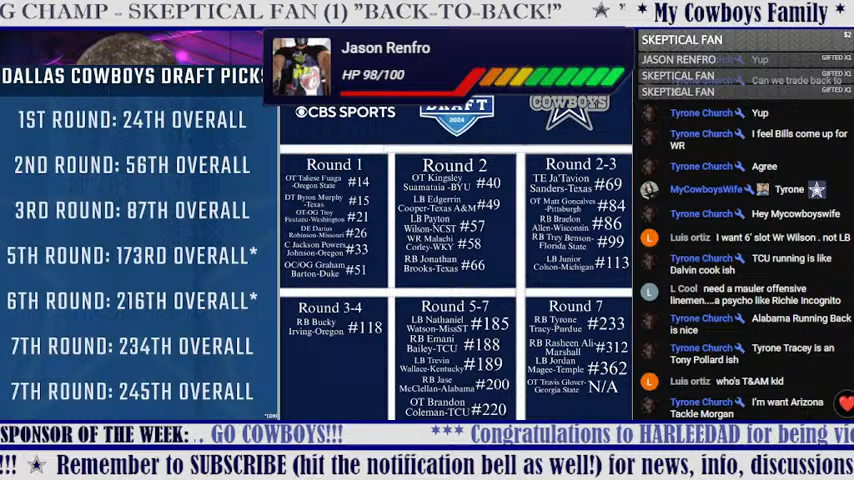 G CHAMP - SKEPTICAL FAN (1) "BACK-TO-BACK!" ★ "
* My Cowboys Family *
DALLAS COWBOYS DRAFT PICKS
1ST ROUND: 24TH OVERALL
2ND ROUND: 56TH OVERALL
3RD ROUND: 87TH OVERALL
5TH ROUND: 173RD OVERALL*
6TH ROUND: 216TH OVERALL*
7TH ROUND: 234TH OVERALL
7TH ROUND: 245TH OVERALL
Jason Renfro
HP 98/100
CBS SPORTS
DRAFT
2024
COWBOYS
Round 1
OT Taliese Fuaga
-Oregon State #14
DT Byron Murphy
-Texas #15
OT-OG Troy
Fautanu-Washington #21
DE Darius
Robinson-Missouri #26
C Jackson Powers
Johnson-Oregon #33
OC/OG Graham
Barton-Duke #51
Round 2
OT Kingsley
Suamataia -BYU #40
LB Edgerrin
Cooper-Texas A&M #49
LB Payton
Wilson-NCST #57
WR Malachi
Corley-WKY #58
RB Jonathan
Brooks-Texas #66
Round 2-3
TE Ja'Tavion
Sanders-Texas #69
OT Matt Goncalves
-Pittsburgh #84
RB Braelon
Allen-Wisconsin #86
RB Trey Benson-
Florida State #99
LB Junior
Colson-Michigan #113
Round 3-4
RB Bucky
Irving-Oregon #118
Round 5-7
LB Nathaniel
Watson-MissST #185
RB Emani
Bailey-TCU #188
LB Trevin
Wallace-Kentucky #189
RB Jase
McClellan-Alabama #200
OT Brandon
Coleman-TCU #220
Round 7
RB Tyrone
Tracy-Purdue #233
RB Rasheen Ali-
Marshall #312
LB Jordan
Magee-Temple #362
OT Travis Glover-
Georgia State N/A
SKEPTICAL FAN $2
JASON RENFRO Yup GIFTED X1
SKEPTICAL FAN Can we trade back to GIFTED X1
SKEPTICAL FAN GIFTED X1
Tyrone Church Yup
Tyrone Church I feel Bills come up for
WR
Tyrone Church Agree
MyCowboysWife Tyrone
Tyrone Church Hey Mycowboyswife
Luis ortiz I want 6' slot Wr Wilson . not LB
Tyrone Church TCU running is like
Dalvin cook ish
L Cool need a mauler offensive
linemen....a psycho like Richie Incognito
Tyrone Church Alabama Running Back
is nice
Tyrone Church Tyrone Tracey is an
Tony Pollard ish
Luis ortiz who's T&AM kid
Tyrone Church I'm want Arizona
Tackle Morgan
SPONSOR OF THE WEEK: . . GO COWBOYS!!! *** Congratulations to HARLEEDAD for being vi
!!! ★ Remember to SUBSCRIBE (hit the notification bell as well!) for news, info, discussions